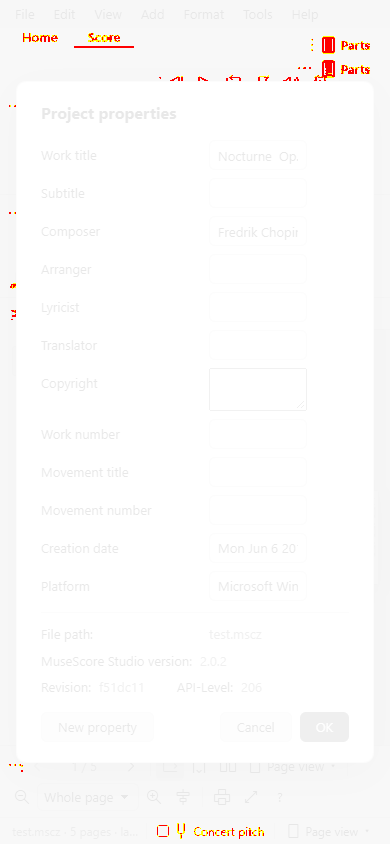 File Edit View Add Format Tools Help
Home Score Parts
Parts
Project properties
Work title Nocturne Op.
Subtitle
Composer Fredrik Chopin
Arranger
Lyricist
Translator
Copyright
Work number
Movement title
Movement number
Creation date Mon Jun 6 20
Platform Microsoft Win
File path: test.mscz
MuseScore Studio version: 2.0.2
Revision: f51dc11 API-Level: 206
New property Cancel OK
1 / 5 Page view
Whole page ?
test.mscz - 5 pages - la... Concert pitch Page view